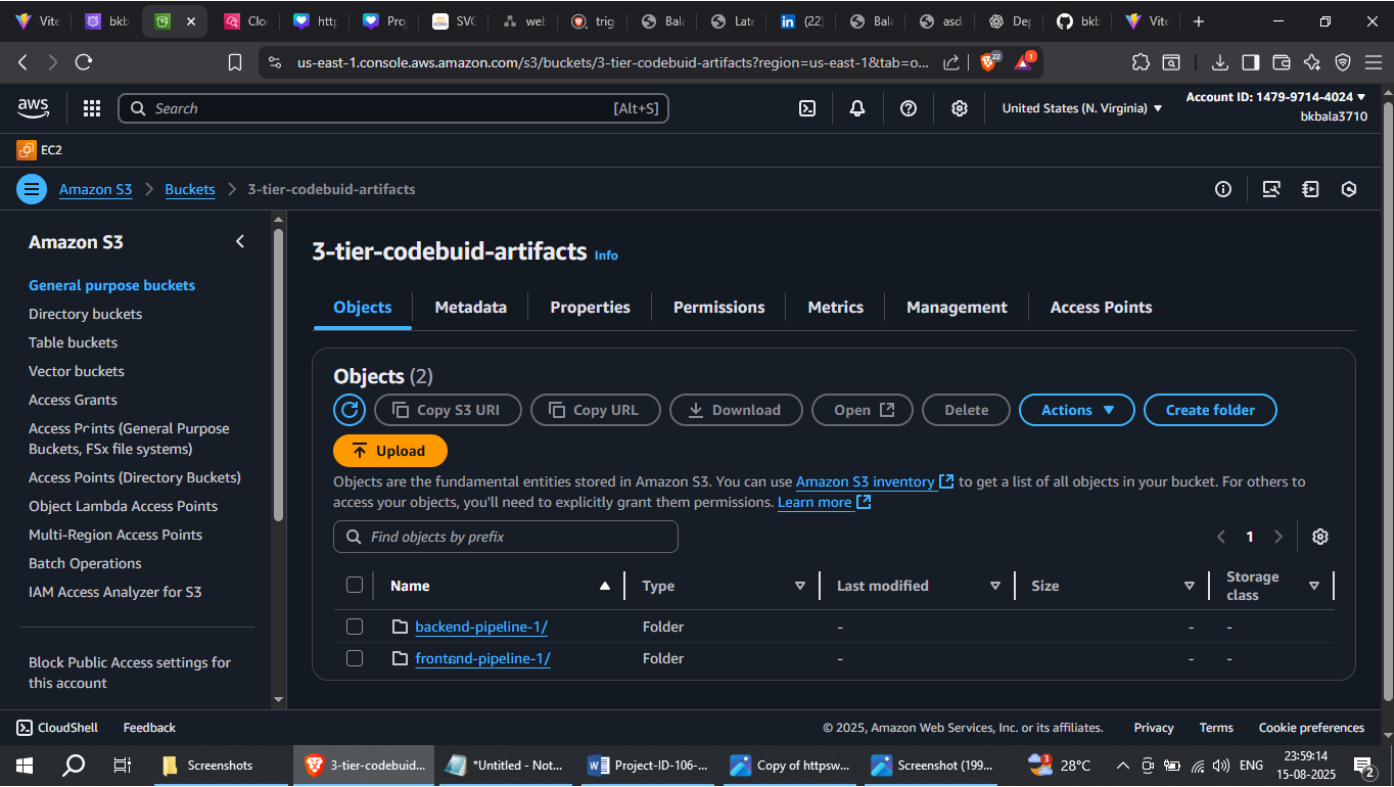 Vite
bkb
Clo
http
Pro
SVG
wel
trig
Bala
Late
(22)
Bala
asd
Dep
bkb
Vite
us-east-1.console.aws.amazon.com/s3/buckets/3-tier-codebuid-artifacts?region=us-east-1&tab=o...
22
1
aws
Search
[Alt+S]
United States (N. Virginia)
Account ID: 1479-9714-4024
bkbala3710
EC2
Amazon S3 > Buckets > 3-tier-codebuid-artifacts
Amazon S3
General purpose buckets
Directory buckets
Table buckets
Vector buckets
Access Grants
Access Points (General Purpose
Buckets, FSx file systems)
Access Points (Directory Buckets)
Object Lambda Access Points
Multi-Region Access Points
Batch Operations
IAM Access Analyzer for S3
Block Public Access settings for
this account
3-tier-codebuid-artifacts Info
Objects Metadata Properties Permissions Metrics Management Access Points
Objects (2)
Copy S3 URI Copy URL Download Open Delete Actions Create folder
Upload
Objects are the fundamental entities stored in Amazon S3. You can use Amazon S3 inventory to get a list of all objects in your bucket. For others to
access your objects, you'll need to explicitly grant them permissions. Learn more
Find objects by prefix
1
Name Type Last modified Size Storage
class
backend-pipeline-1/ Folder - - -
frontend-pipeline-1/ Folder - - -
CloudShell Feedback
© 2025, Amazon Web Services, Inc. or its affiliates. Privacy Terms Cookie preferences
Screenshots
3-tier-codebuid...
*Untitled - Not...
Project-ID-106-...
Copy of httpsw...
Screenshot (199...
3
28°C
ENG
23:59:14
15-08-2025
2